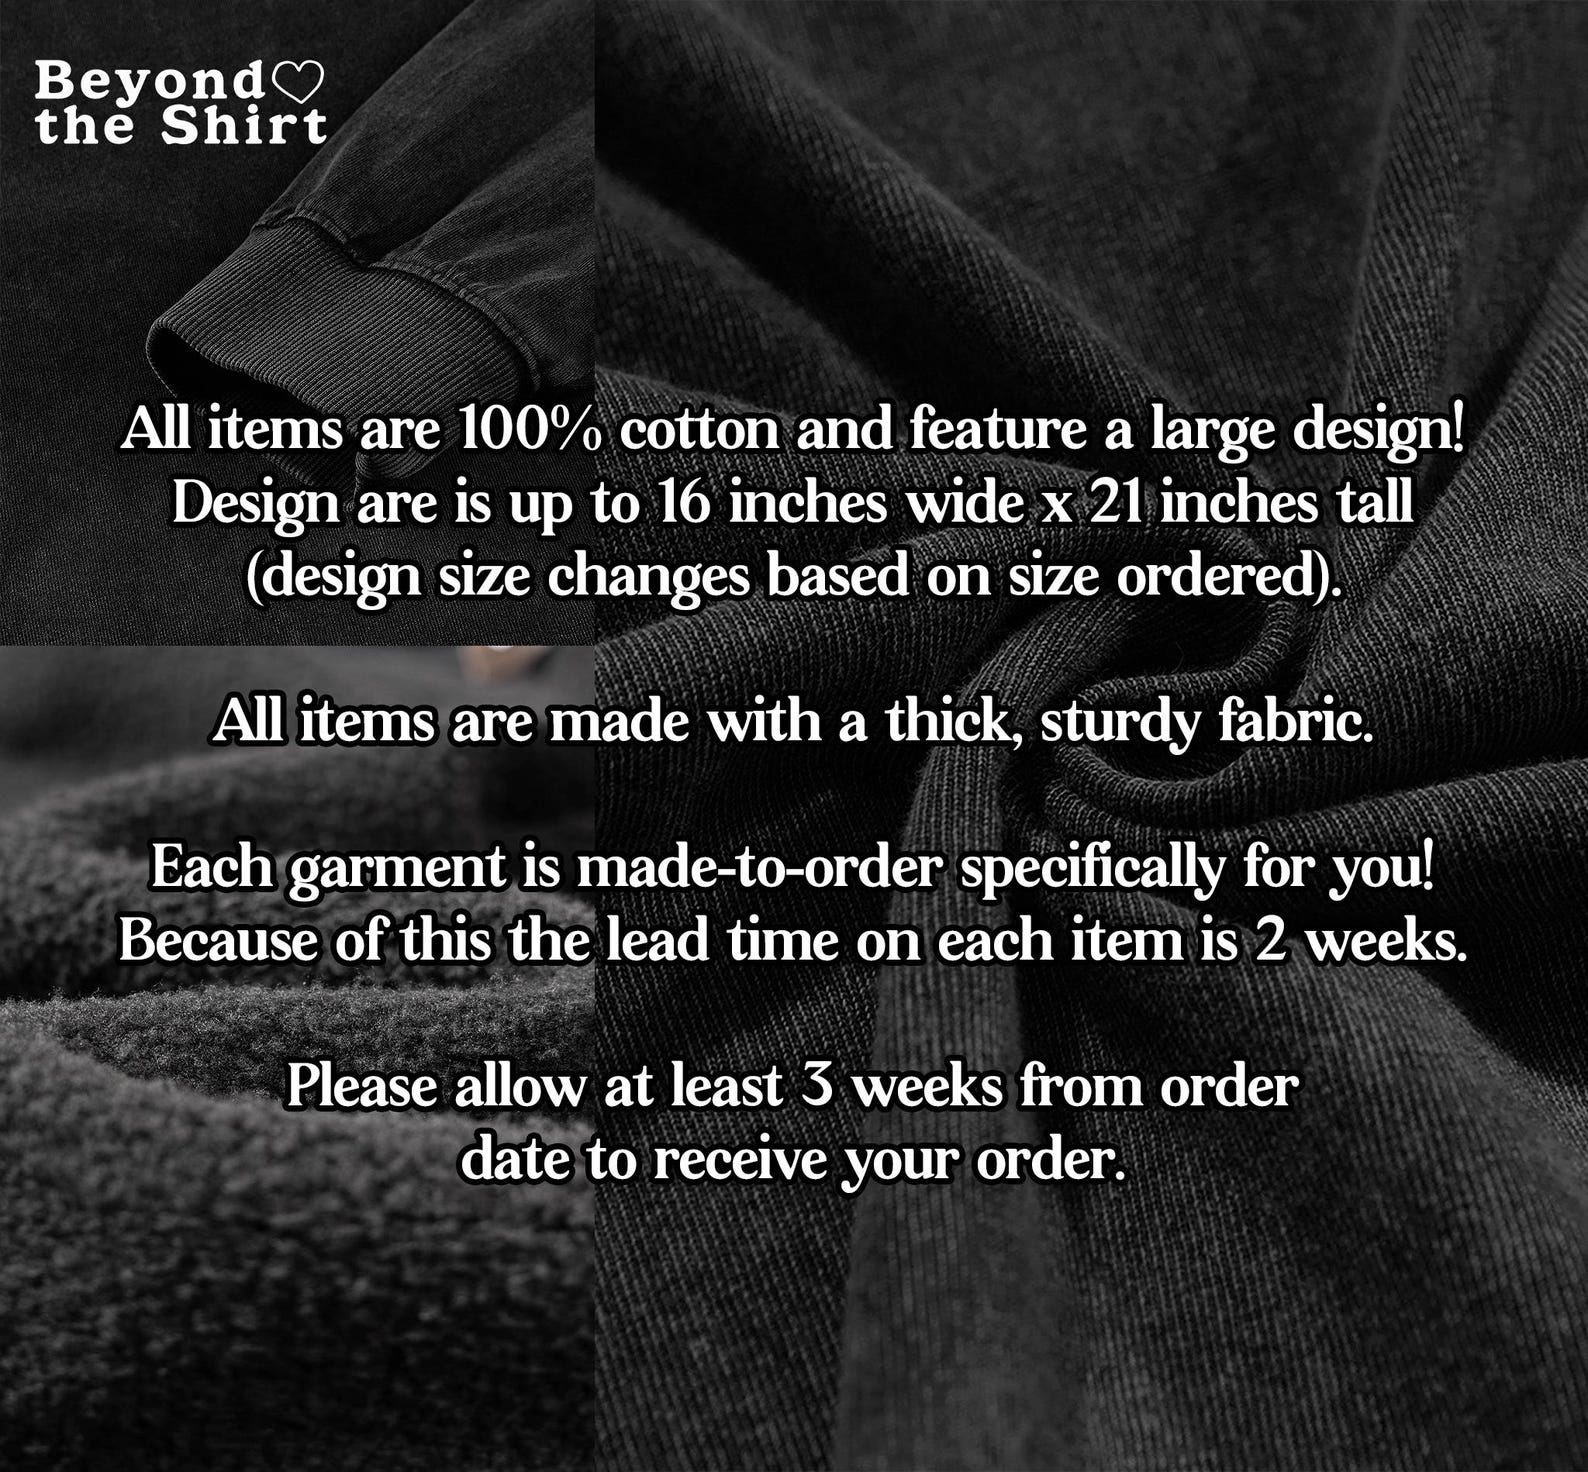 Beyond♡
the Shirt
All items are 100% cotton and feature a large design!
Design are is up to 16 inches wide x 21 inches tall
(design size changes based on size ordered).
All items are made with a thick, sturdy fabric.
Each garment is made-to-order specifically for you!
Because of this the lead time on each item is 2 weeks.
Please allow at least 3 weeks from order
date to receive your order.